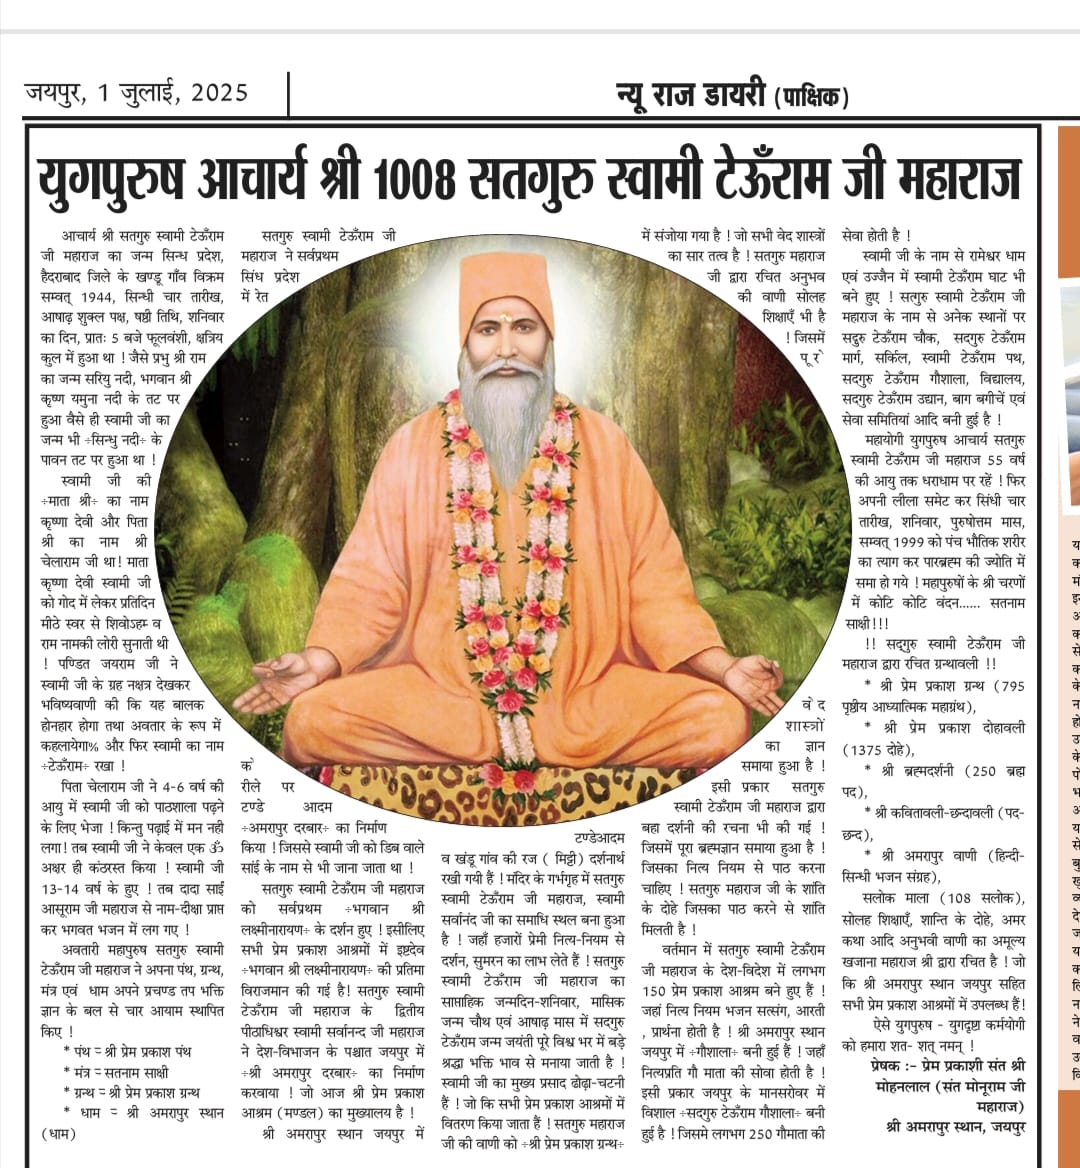 जयपुर, 1 जुलाई, 2025
न्यू राज डायरी (पाक्षिक)
युगपुरुष आचार्य श्री 1008 सतगुरु स्वामी टेऊँराम जी महाराज
आचार्य श्री सतगुरु स्वामी टेऊँराम
जी महाराज का जन्म सिन्ध प्रदेश,
हैदराबाद जिले के खण्डू गाँव विक्रम
सम्वत् 1944, सिन्धी चार तारीख,
आषाढ़ शुक्ल पक्ष, षष्ठी तिथि, शनिवार
का दिन, प्रातः 5 बजे फूलवंशी, क्षत्रिय
कुल में हुआ था ! जैसे प्रभु श्री राम
का जन्म सरियु नदी, भगवान श्री
कृष्ण यमुना नदी के तट पर
हुआ वैसे ही स्वामी जी का
जन्म भी ÷सिन्धु नदी÷ के
पावन तट पर हुआ था !
स्वामी जी की
÷माता श्री÷ का नाम
कृष्णा देवी और पिता
श्री का नाम श्री
चेलाराम जी था! माता
कृष्णा देवी स्वामी जी
को गोद में लेकर प्रतिदिन
मीठे स्वर से शिवोऽहम व
राम नामकी लोरी सुनाती थी
! पण्डित जयराम जी ने
स्वामी जी के ग्रह नक्षत्र देखकर
भविष्यवाणी की कि यह बालक
होनहार होगा तथा अवतार के रूप में
कहलायेगा% और फिर स्वामी का नाम
÷टेऊँराम÷ रखा !
पिता चेलाराम जी ने 4-6 वर्ष की
आयु में स्वामी जी को पाठशाला पढ़ने
के लिए भेजा ! किन्तु पढ़ाई में मन नही
लगा! तब स्वामी जी ने केवल एक ॐ
अक्षर ही कंठरस्त किया ! स्वामी जी
13-14 वर्ष के हुए ! तब दादा साईं
आसूराम जी महाराज से नाम-दीक्षा प्राप्त
कर भगवत भजन में लग गए !
अवतारी महापुरुष सतगुरु स्वामी
टेऊँराम जी महाराज ने अपना पंथ, ग्रन्थ,
मंत्र एवं धाम अपने प्रचण्ड तप भक्ति
ज्ञान के बल से चार आयाम स्थापित
किए !
* पंथ = श्री प्रेम प्रकाश पंथ
* मंत्र = सतनाम साक्षी
* ग्रन्थ = श्री प्रेम प्रकाश ग्रन्थ
* धाम = श्री अमरापुर स्थान
(धाम)
सतगुरु स्वामी टेऊँराम जी
महाराज ने सर्वप्रथम
सिंध प्रदेश
में रेत
के
रीले पर
टण्डे आदम
÷अमरापुर दरबार÷ का निर्माण
किया ! जिससे स्वामी जी को डिब वाले
सांई के नाम से भी जाना जाता था !
सतगुरु स्वामी टेऊँराम जी महाराज
को सर्वप्रथम ÷भगवान श्री
लक्ष्मीनारायण÷ के दर्शन हुए ! इसीलिए
सभी प्रेम प्रकाश आश्रमों में इष्टदेव
÷भगवान श्री लक्ष्मीनारायण÷ की प्रतिमा
विराजमान की गई है! सतगुरु स्वामी
टेऊँराम जी महाराज के द्वितीय
पीठाधिश्वर स्वामी सर्वानन्द जी महाराज
ने देश-विभाजन के पश्चात जयपुर में
÷श्री अमरापुर दरबार÷ का निर्माण
करवाया ! जो आज श्री प्रेम प्रकाश
आश्रम (मण्डल) का मुख्यालय है !
श्री अमरापुर स्थान जयपुर में
टण्डेआदम
व खंडू गांव की रज ( मिट्टी) दर्शनार्थ
रखी गयी हैं ! मंदिर के गर्भगृह में सतगुरु
स्वामी टेऊँराम जी महाराज, स्वामी
सर्वानंद जी का समाधि स्थल बना हुआ
है ! जहाँ हजारों प्रेमी नित्य-नियम से
दर्शन, सुमरन का लाभ लेते हैं ! सतगुरु
स्वामी टेऊँराम जी महाराज का
साप्ताहिक जन्मदिन-शनिवार, मासिक
जन्म चौथ एवं आषाढ़ मास में सदगुरु
टेऊँराम जन्म जयंती पूरे विश्व भर में बड़े
श्रद्धा भक्ति भाव से मनाया जाती है !
स्वामी जी का मुख्य प्रसाद ढोढ़ा-चटनी
हैं ! जो कि सभी प्रेम प्रकाश आश्रमों में
वितरण किया जाता हैं ! सतगुरु महाराज
जी की वाणी को ÷श्री प्रेम प्रकाश ग्रन्थ÷
में संजोया गया है ! जो सभी वेद शास्त्रों
का सार तत्व है ! सतगुरु महाराज
जी द्वारा रचित अनुभव
की वाणी सोलह
शिक्षाएँ भी है
! जिसमें
पूरे
वेद
शास्त्रों
का ज्ञान
समाया हुआ है !
इसी प्रकार सतगुरु
स्वामी टेऊँराम जी महाराज द्वारा
बहा दर्शनी की रचना भी की गई !
जिसमें पूरा ब्रह्मज्ञान समाया हुआ है !
जिसका नित्य नियम से पाठ करना
चाहिए ! सतगुरु महाराज जी के शांति
के दोहे जिसका पाठ करने से शांति
मिलती है !
वर्तमान में सतगुरु स्वामी टेऊँराम
जी महाराज के देश-विदेश में लगभग
150 प्रेम प्रकाश आश्रम बने हुए हैं !
जहां नित्य नियम भजन सत्संग, आरती
, प्रार्थना होती है ! श्री अमरापुर स्थान
जयपुर में ÷गौशाला÷ बनी हुई हैं ! जहाँ
नित्यप्रति गौ माता की सोवा होती है !
इसी प्रकार जयपुर के मानसरोवर में
विशाल ÷सदगुरु टेऊँराम गौशाला÷ बनी
हुई है ! जिसमे लगभग 250 गौमाता की
सेवा होती है !
स्वामी जी के नाम से रामेश्वर धाम
एवं उज्जैन में स्वामी टेऊँराम घाट भी
बने हुए ! सत्गुरु स्वामी टेऊँराम जी
महाराज के नाम से अनेक स्थानों पर
सद्गुरु टेऊँराम चौक, सदगुरु टेऊँराम
मार्ग, सर्किल, स्वामी टेऊँराम पथ,
सदगुरु टेऊँराम गौशाला, विद्यालय,
सदगुरु टेऊँराम उद्यान, बाग बगीचें एवं
सेवा समितियां आदि बनी हुई है !
महायोगी युगपुरुष आचार्य सतगुरु
स्वामी टेऊँराम जी महाराज 55 वर्ष
की आयु तक धराधाम पर रहें ! फिर
अपनी लीला समेट कर सिंधी चार
तारीख, शनिवार, पुरुषोत्तम मास,
सम्वत् 1999 को पंच भौतिक शरीर
का त्याग कर पारब्रह्म की ज्योति में
समा हो गये ! महापुरुषों के श्री चरणों
में कोटि कोटि वंदन...... सतनाम
साक्षी!!!
!! सद्गुरु स्वामी टेऊँराम जी
महाराज द्वारा रचित ग्रन्थावली !!
* श्री प्रेम प्रकाश ग्रन्थ (795
पृष्ठीय आध्यात्मिक महाग्रंथ),
* श्री प्रेम प्रकाश दोहावली
(1375 दोहे),
* श्री ब्रह्मदर्शनी (250 ब्रह्म
पद),
* श्री कवितावली-छन्दावली (पद-
छन्द),
* श्री अमरापुर वाणी (हिन्दी-
सिन्धी भजन संग्रह),
सलोक माला (108 सलोक),
सोलह शिक्षाएँ, शान्ति के दोहे, अमर
कथा आदि अनुभवी वाणी का अमूल्य
खजाना महाराज श्री द्वारा रचित है ! जो
कि श्री अमरापुर स्थान जयपुर सहित
सभी प्रेम प्रकाश आश्रमों में उपलब्ध हैं!
ऐसे युगपुरुष - युगदृष्टा कर्मयोगी
को हमारा शत- शत् नमन् !
प्रेषक :- प्रेम प्रकाशी संत श्री
मोहनलाल (संत मोनूराम जी
महाराज)
श्री अमरापुर स्थान, जयपुर